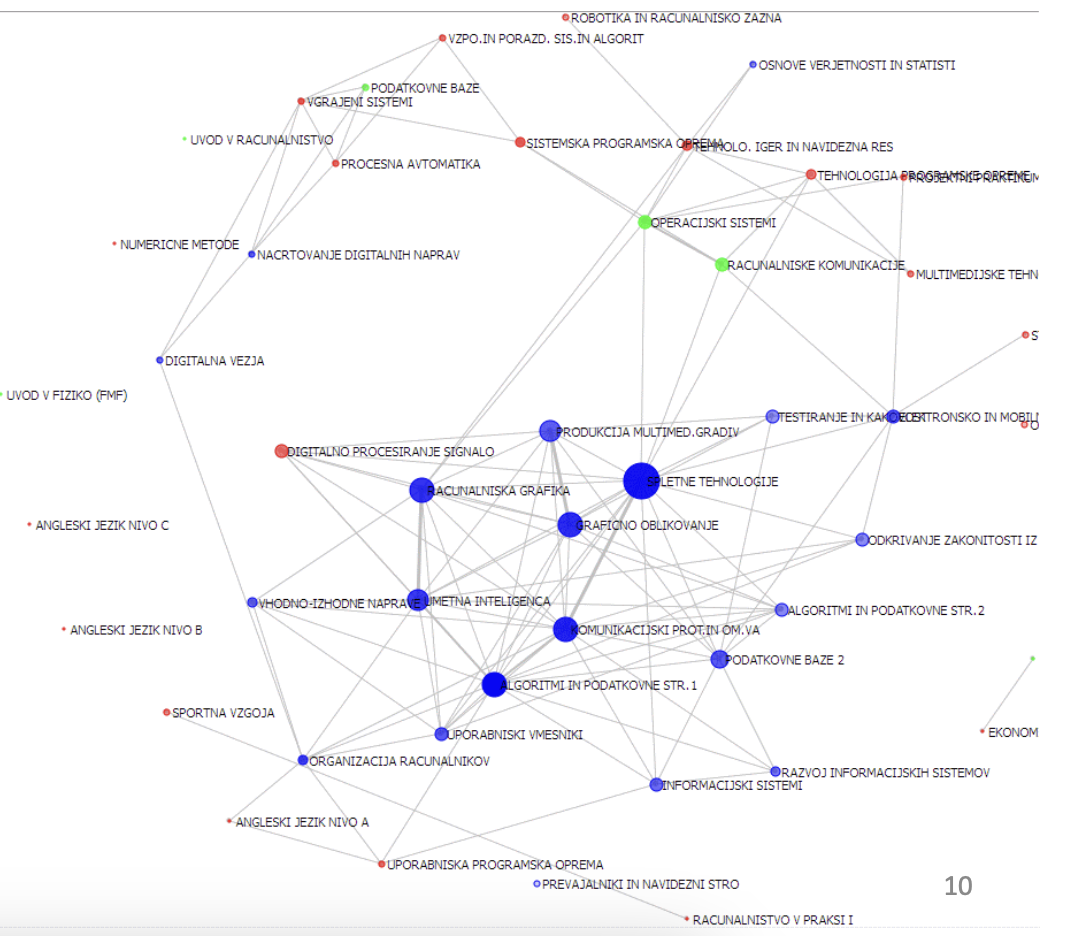 ROBOTIKA IN RACUNALNISKO ZAZNA
VZPO.IN PORAZD. SIS.IN ALGORIT
OSNOVE VERJETNOSTI IN STATISTI
PODATKOVNE BAZE
VGRAJENI SISTEMI
UVOD V RACUNALNISTVO
SISTEMSKA PROGRAMSKA OPREMA
TEHNOLO. IGER IN NAVIDEZNA RES
PROCESNA AVTOMATIKA
TEHNOLOGIJA PROGRAMSKE OPREME
PROJEKTNI PRAKTIKUM
OPERACIJSKI SISTEMI
NUMERICNE METODE
NACRTOVANJE DIGITALNIH NAPRAV
RACUNALNISKE KOMUNIKACIJE
MULTIMEDIJSKE TEHN
S
DIGITALNA VEZJA
UVOD V FIZIKO (FMF)
TESTIRANJE IN KAKOVOST
ELEKTRONSKO IN MOBIL
O
PRODUKCIJA MULTIMED.GRADIV
DIGITALNO PROCESIRANJE SIGNALO
SPLETNE TEHNOLOGIJE
RACUNALNISKA GRAFIKA
ANGLESKI JEZIK NIVO C
GRAFICNO OBLIKOVANJE
ODKRIVANJE ZAKONITOSTI IZ
VHODNO-IZHODNE NAPRAVE
UMETNA INTELIGENCA
ALGORITMI IN PODATKOVNE STR.2
ANGLESKI JEZIK NIVO B
KOMUNIKACIJSKI PROT.IN OM.VA
PODATKOVNE BAZE 2
ALGORITMI IN PODATKOVNE STR.1
SPORTNA VZGOJA
EKONOM
UPORABNISKI VMESNIKI
ORGANIZACIJA RACUNALNIKOV
RAZVOJ INFORMACIJSKIH SISTEMOV
INFORMACIJSKI SISTEMI
ANGLESKI JEZIK NIVO A
UPORABNISKA PROGRAMSKA OPREMA
PREVAJALNIKI IN NAVIDEZNI STRO
10
RACUNALNISTVO V PRAKSI I